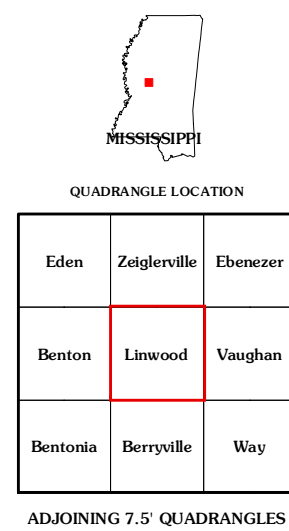 MISSISSIPPI
QUADRANGLE LOCATION
Eden Zeiglerville Ebenezer
Benton Linwood Vaughan
Bentonia Berryville Way
ADJOINING 7.5' QUADRANGLES